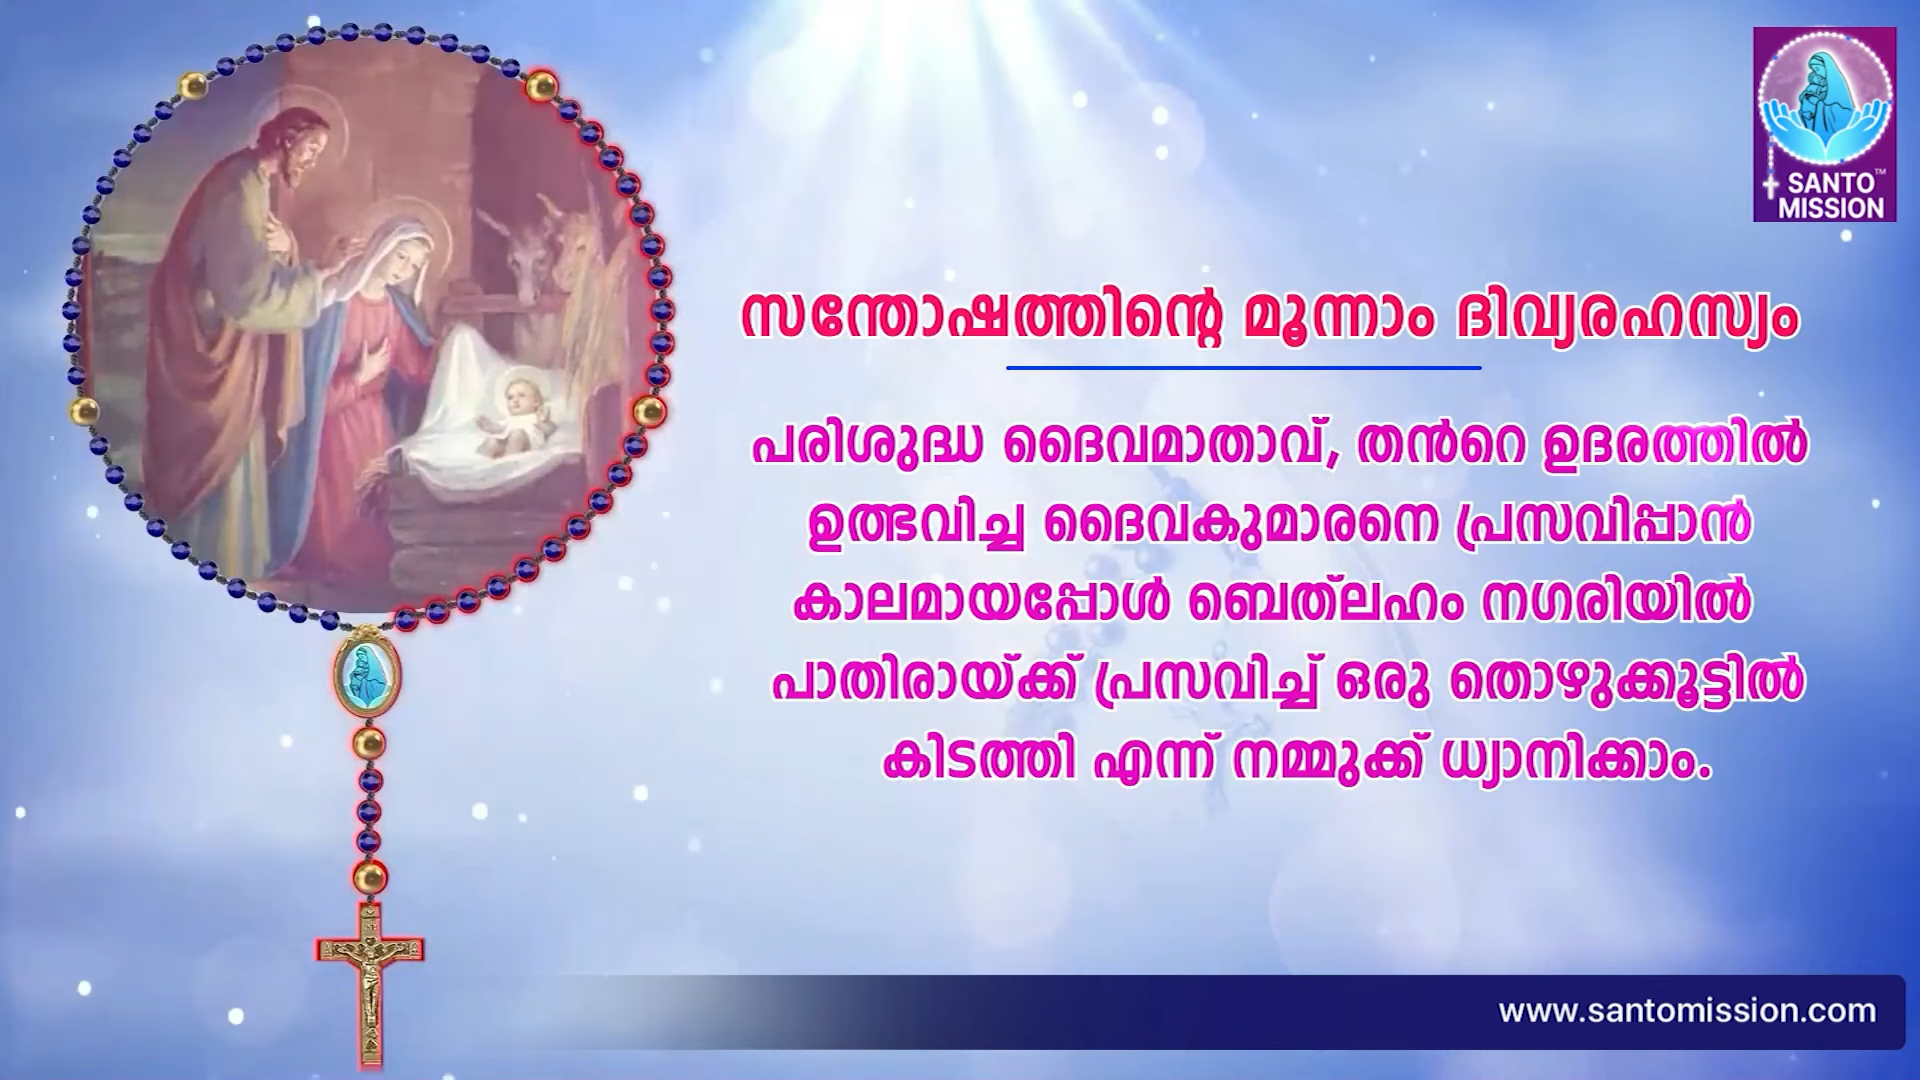 SANTO™
MISSION
സന്തോഷത്തിന്റെ മൂന്നാം ദിവ്യരഹസ്യം
പരിശുദ്ധ ദൈവമാതാവ്, തൻറെ ഉദരത്തിൽ
ഉത്ഭവിച്ച ദൈവകുമാരനെ പ്രസവിപ്പാൻ
കാലമായപ്പോൾ ബെത്‌ലഹം നഗരിയിൽ
പാതിരായ്ക്ക് പ്രസവിച്ച് ഒരു തൊഴുക്കൂട്ടിൽ
കിടത്തി എന്ന് നമ്മുക്ക് ധ്യാനിക്കാം.
www.santomission.com